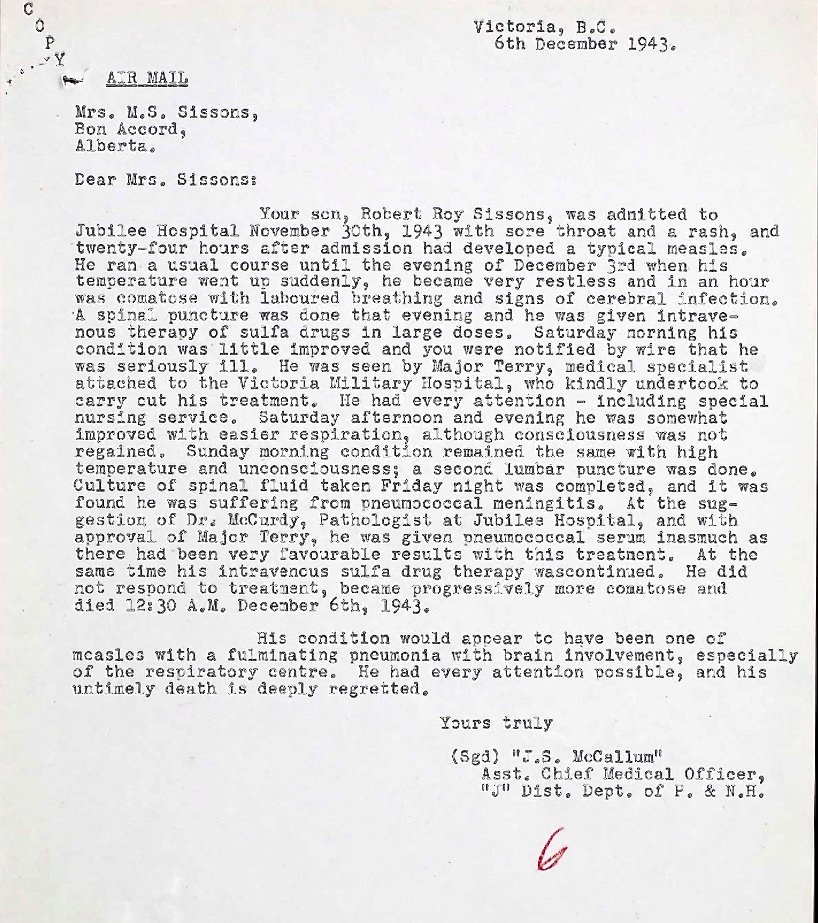 COPY
Victoria, B.C.
6th December 1943.
AIR MAIL
Mrs. M.S. Sissons,
Bon Accord,
Alberta.
Dear Mrs. Sissons:
Your son, Robert Roy Sissons, was admitted to
Jubilee Hospital November 30th, 1943 with sore throat and a rash, and
twenty-four hours after admission had developed a typical measles.
He ran a usual course until the evening of December 3rd when his
temperature went up suddenly, he became very restless and in an hour
was comatose with laboured breathing and signs of cerebral infection.
A spinal puncture was done that evening and he was given intrave-
nous therapy of sulfa drugs in large doses. Saturday morning his
condition was little improved and you were notified by wire that he
was seriously ill. He was seen by Major Terry, medical specialist
attached to the Victoria Military Hospital, who kindly undertook to
carry out his treatment. He had every attention - including special
nursing service. Saturday afternoon and evening he was somewhat
improved with easier respiration, although consciousness was not
regained. Sunday morning condition remained the same with high
temperature and unconsciousness; a second lumbar puncture was done.
Culture of spinal fluid taken Friday night was completed, and it was
found he was suffering from pneumococcal meningitis. At the sug-
gestion of Dr. McCurdy, Pathologist at Jubilee Hospital, and with
approval of Major Terry, he was given pneumococcal serum inasmuch as
there had been very favourable results with this treatment. At the
same time his intravenous sulfa drug therapy wascontinued. He did
not respond to treatment, became progressively more comatose and
died 12:30 A.M. December 6th, 1943.
His condition would appear to have been one of
measles with a fulminating pneumonia with brain involvement, especially
of the respiratory centre. He had every attention possible, and his
untimely death is deeply regretted.
Yours truly
(Sgd) "J.S. McCallum"
Asst. Chief Medical Officer,
"J" Dist. Dept. of P. & N.H.
6